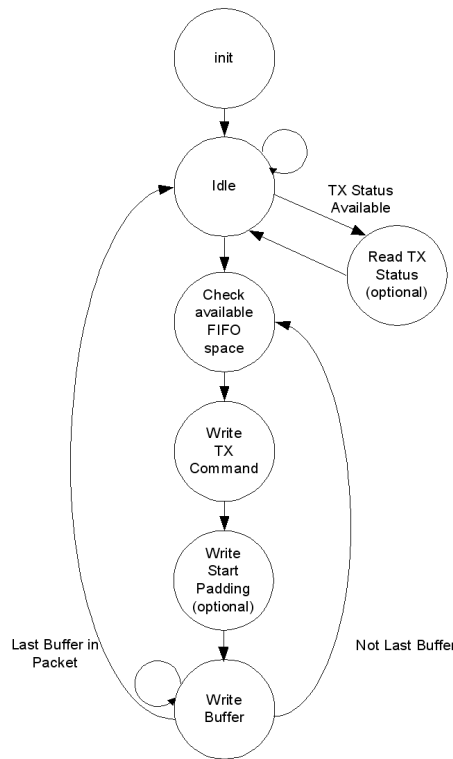 init
Idle
TX Status
Available
Read TX
Status
(optional)
Check
available
FIFO
space
Write
TX
Command
Write
Start
Padding
(optional)
Last Buffer in
Packet
Not Last Buffer
Write
Buffer